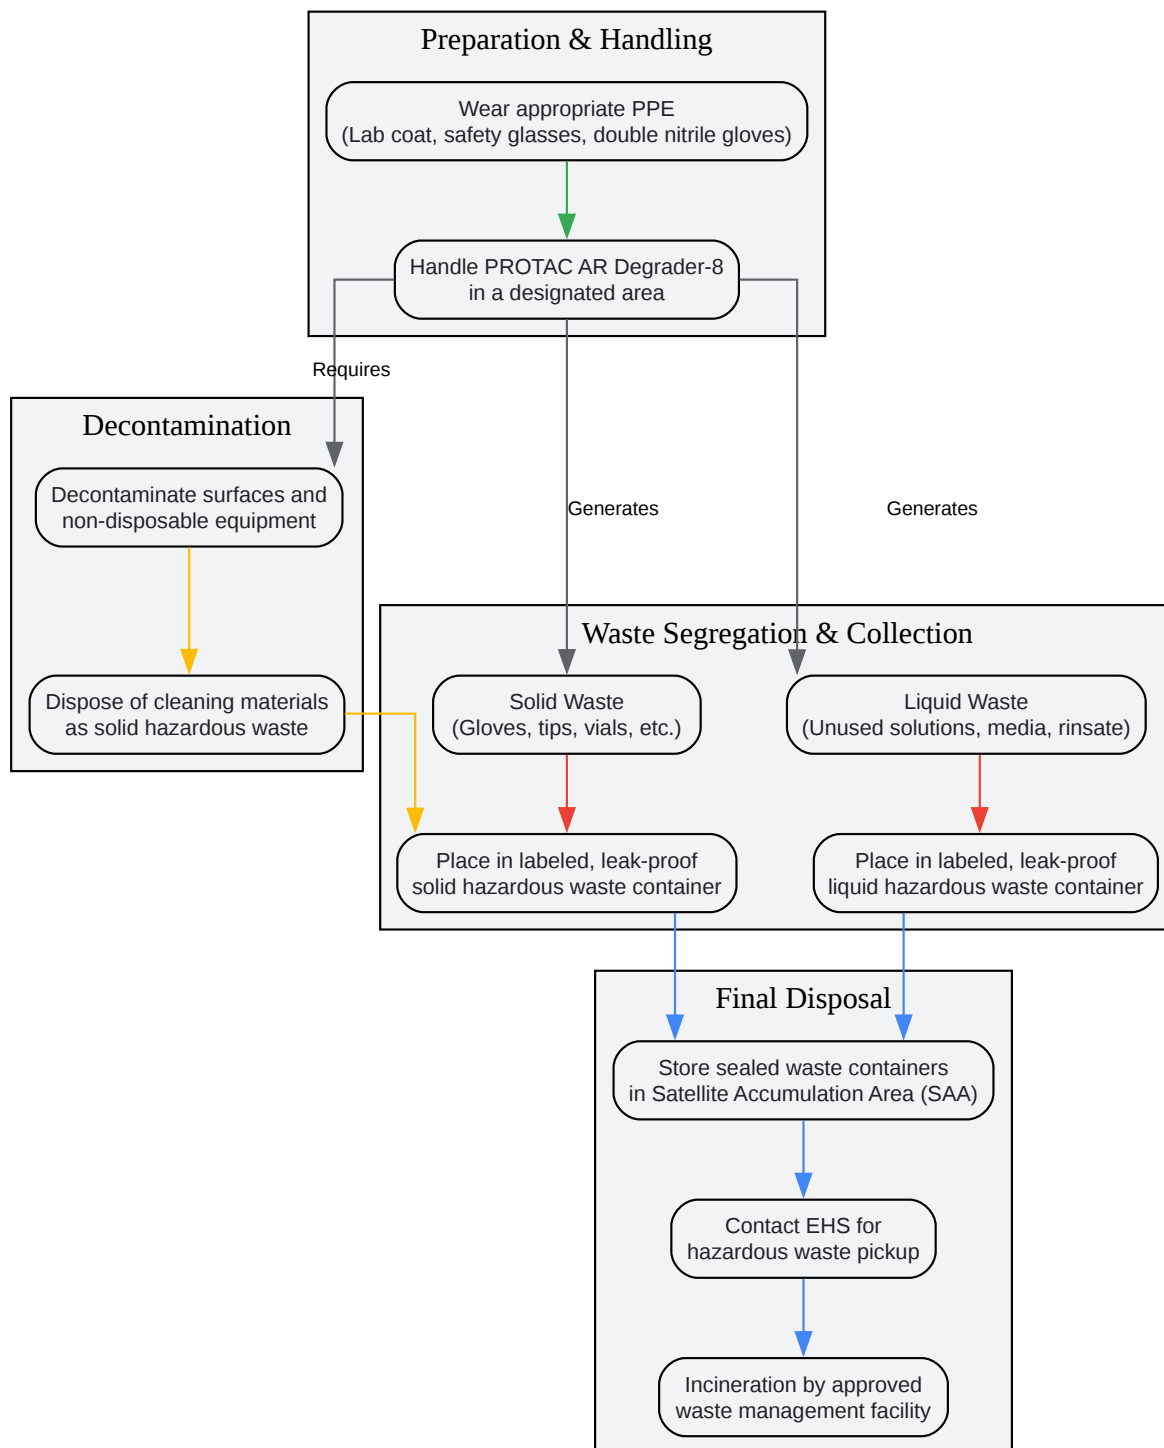 Preparation & Handling
Wear appropriate PPE
(Lab coat, safety glasses, double nitrile gloves)
Handle PROTAC AR Degrader-8
in a designated area
Requires
Decontamination
Decontaminate surfaces and
non-disposable equipment
Generates
Generates
Waste Segregation & Collection
Dispose of cleaning materials
as solid hazardous waste
Solid Waste
(Gloves, tips, vials, etc.)
Liquid Waste
(Unused solutions, media, rinsate)
Place in labeled, leak-proof
solid hazardous waste container
Place in labeled, leak-proof
liquid hazardous waste container
Final Disposal
Store sealed waste containers
in Satellite Accumulation Area (SAA)
Contact EHS for
hazardous waste pickup
Incineration by approved
waste management facility